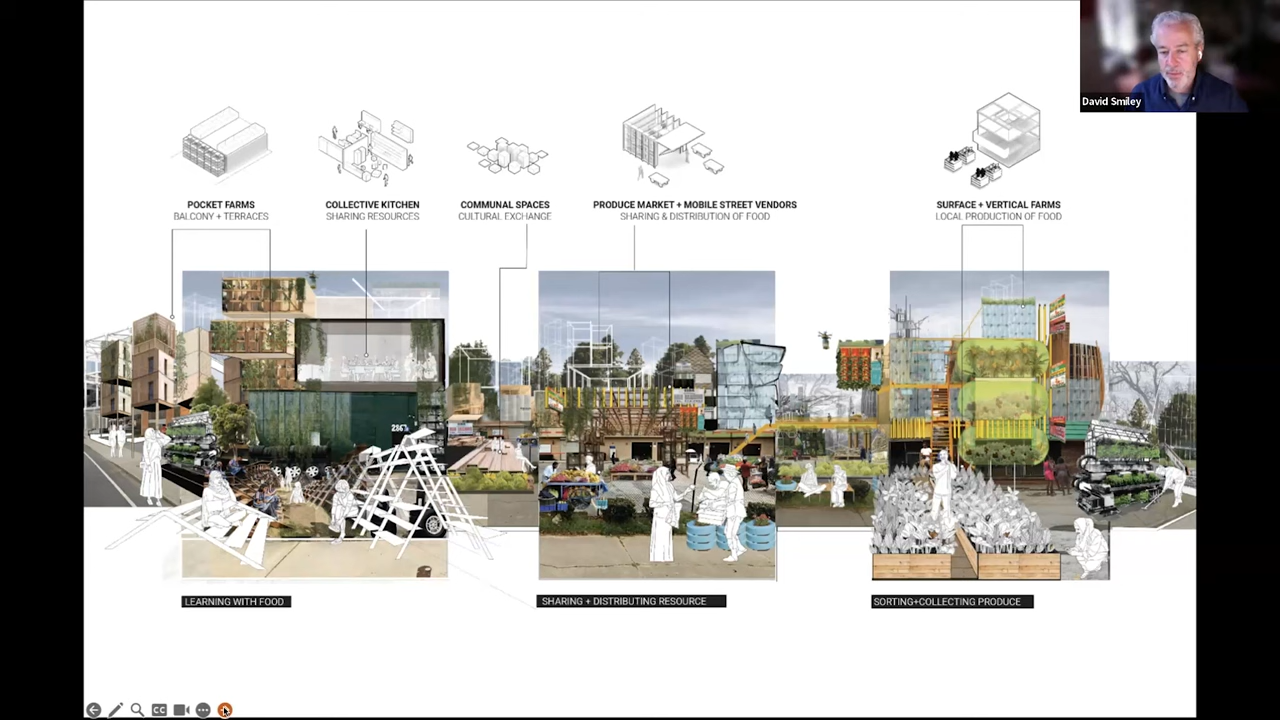 David Smiley
POCKET FARMS
BALCONY + TERRACES
COLLECTIVE KITCHEN
SHARING RESOURCES
COMMUNAL SPACES
CULTURAL EXCHANGE
PRODUCE MARKET + MOBILE STREET VENDORS
SHARING & DISTRIBUTION OF FOOD
SURFACE + VERTICAL FARMS
LOCAL PRODUCTION OF FOOD
LEARNING WITH FOOD
SHARING + DISTRIBUTING RESOURCE
SORTING+COLLECTING PRODUCE
CC